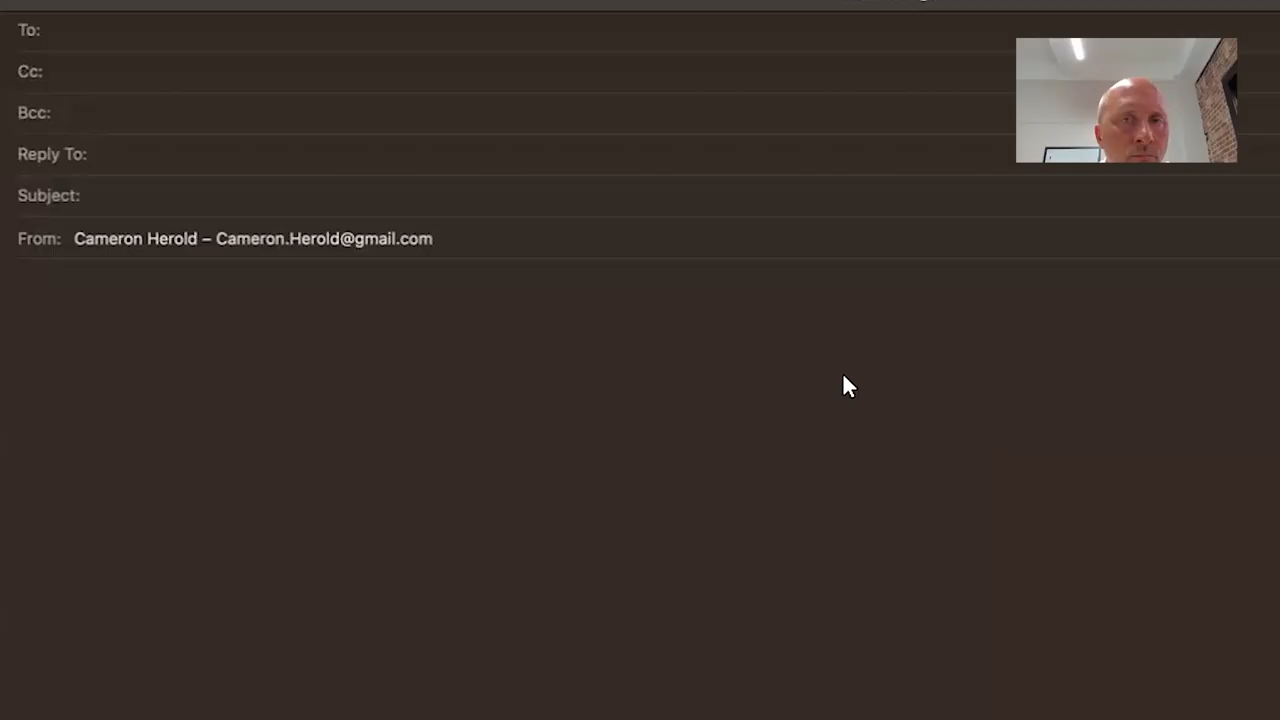 To:
Cc:
Bcc:
Reply To:
Subject:
From: Cameron Herold – Cameron.Herold@gmail.com